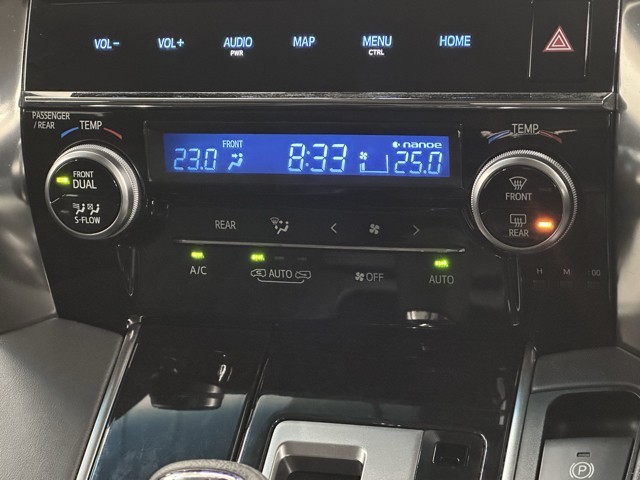 VOL− VOL+ AUDIO MAP MENU HOME
PWR CTRL
PASSENGER
/REAR TEMP TEMP
FRONT nanoe
23.0 8:33 25.0
FRONT
DUAL
S-FLOW
FRONT
REAR
REAR
A/C AUTO OFF AUTO
H M :00
P